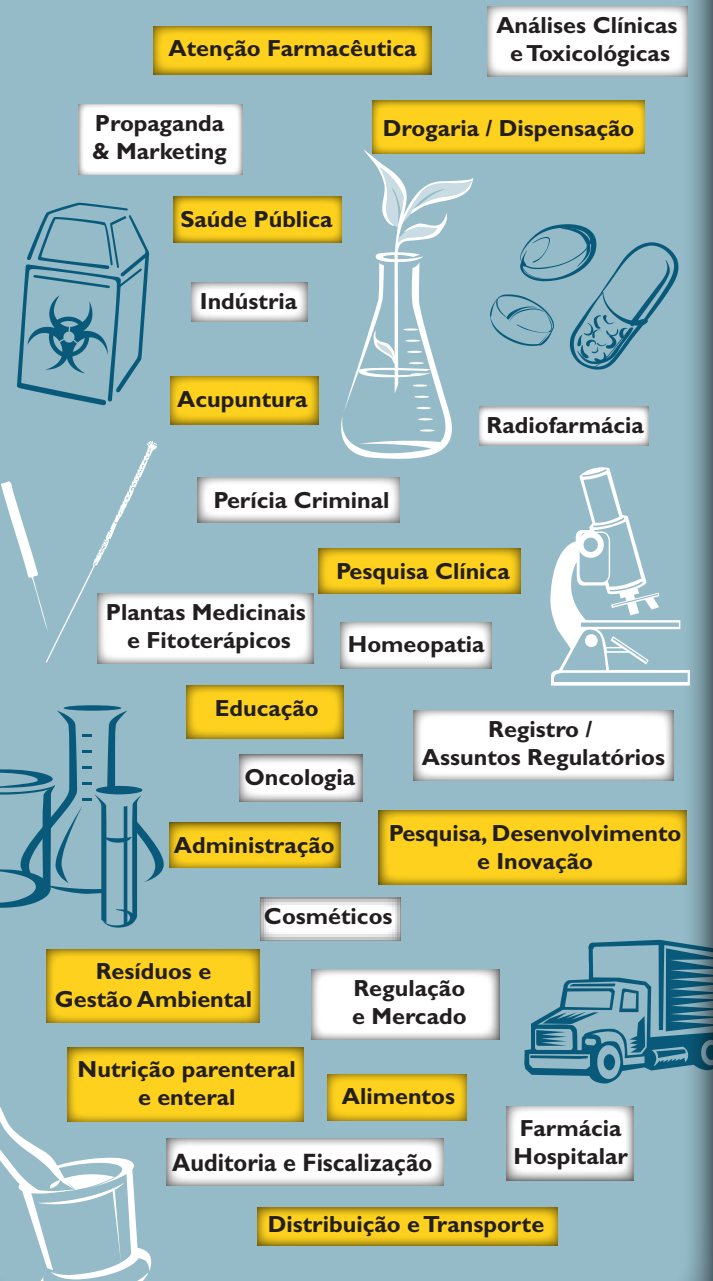 Atenção Farmacêutica
Análises Clínicas
e Toxicológicas
Propaganda
& Marketing
Drogaria / Dispensação
Saúde Pública
Indústria
Acupuntura
Radiofarmácia
Perícia Criminal
Pesquisa Clínica
Plantas Medicinais
e Fitoterápicos
Homeopatia
Educação
Registro /
Assuntos Regulatórios
Oncologia
Administração
Pesquisa, Desenvolvimento
e Inovação
Cosméticos
Resíduos e
Gestão Ambiental
Regulação
e Mercado
Nutrição parenteral
e enteral
Alimentos
Farmácia
Hospitalar
Auditoria e Fiscalização
Distribuição e Transporte